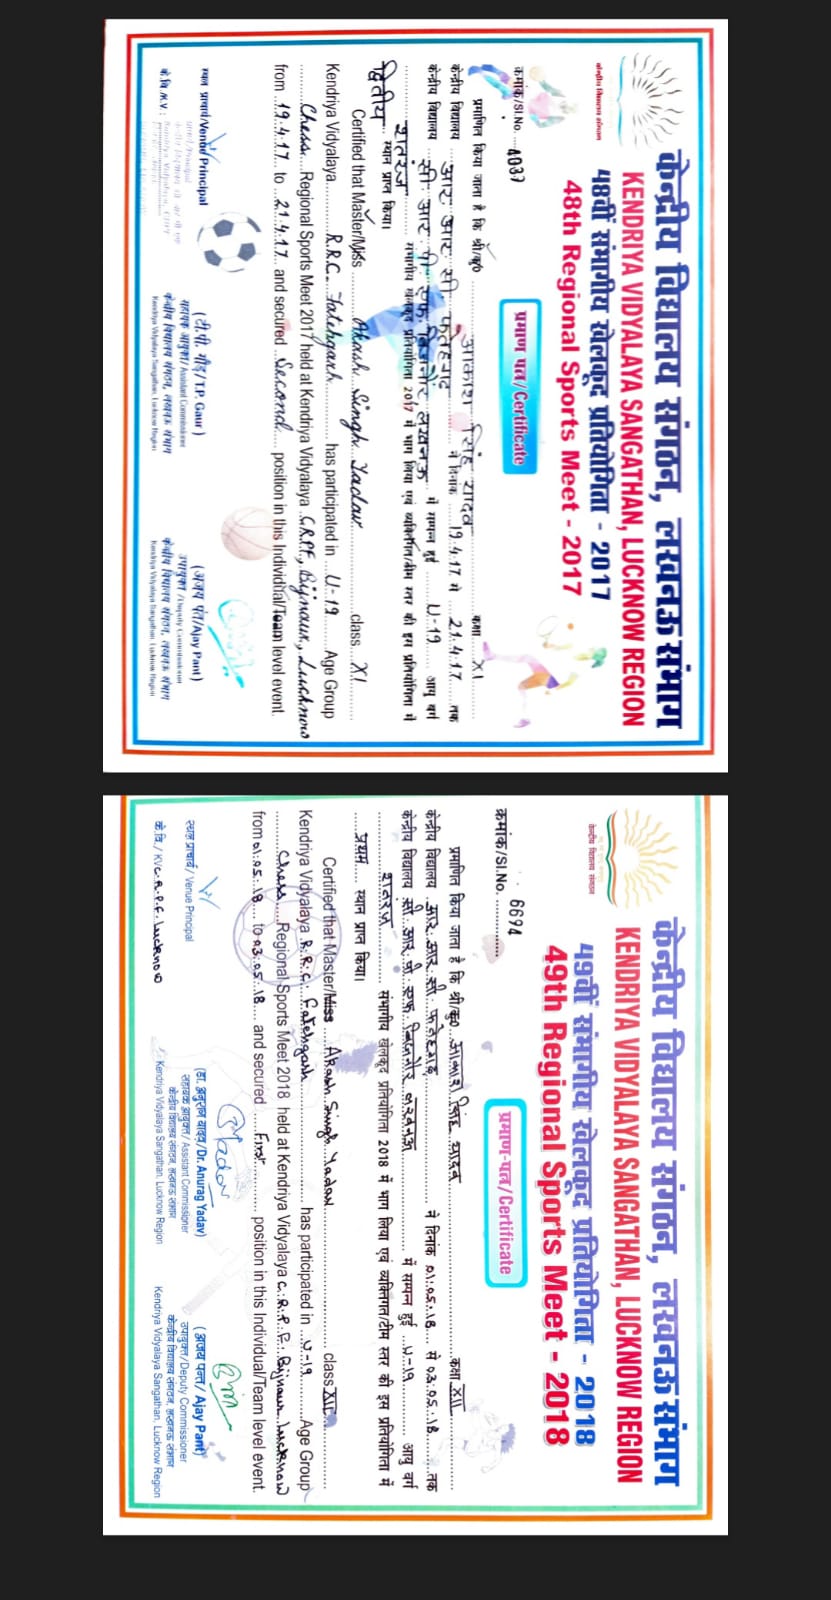 केन्द्रीय विद्यालय संगठन, लखनऊ संभाग
KENDRIYA VIDYALAYA SANGATHAN, LUCKNOW REGION
48वीं संभागीय खेलकूद प्रतियोगिता - 2017
48th Regional Sports Meet - 2017
केन्द्रीय विद्यालय संगठन
क्रमांक/Sl.No. ....4037
प्रमाण पत्र/Certificate
प्रमाणित किया जाता है कि श्री/कु० आकाश सिंह यादव कक्षा XI
केन्द्रीय विद्यालय आर आर सी फतेहगढ़ ने दिनांक 19.4.17 से 21.4.17 तक
केन्द्रीय विद्यालय सी आर पी एफ बिजनौर लखनऊ में सम्पन्न हुई U-19 आयु वर्ग
शतरंज संभागीय खेलकूद प्रतियोगिता 2017 में भाग लिया एवं व्यक्तिगत/टीम स्तर की इस प्रतियोगिता में
द्वितीय स्थान प्राप्त किया।
Certified that Master/Miss Akash Singh Yadav class XI
Kendriya Vidyalaya R.R.C. Fatehgarh has participated in U-19 Age Group
Chess Regional Sports Meet 2017 held at Kendriya Vidyalaya C.R.P.F, Bijnaur, Lucknow
from 19.4.17 to 21.4.17 and secured Second position in this Individual/Team level event.
स्थान प्राचार्य/Venue Principal
के.वि./K.V.:
(टी.पी. गौड़/T.P. Gaur)
सहायक आयुक्त/Assistant Commissioner
केन्द्रीय विद्यालय संगठन, लखनऊ संभाग
Kendriya Vidyalaya Sangathan, Lucknow Region
(अजय पंत/Ajay Pant)
उपायुक्त/Deputy Commissioner
केन्द्रीय विद्यालय संगठन, लखनऊ संभाग
Kendriya Vidyalaya Sangathan, Lucknow Region
केन्द्रीय विद्यालय संगठन, लखनऊ संभाग
KENDRIYA VIDYALAYA SANGATHAN, LUCKNOW REGION
49वीं संभागीय खेलकूद प्रतियोगिता - 2018
49th Regional Sports Meet - 2018
केन्द्रीय विद्यालय संगठन
क्रमांक/Sl.No. 6694
प्रमाण-पत्र/Certificate
प्रमाणित किया जाता है कि श्री/कु० आकाश सिंह यादव कक्षा XII
केन्द्रीय विद्यालय आर आर सी फतेहगढ़ ने दिनांक 01.05.18 से 03.05.18 तक
केन्द्रीय विद्यालय सी आर पी एफ बिजनौर लखनऊ में सम्पन्न हुई U-19 आयु वर्ग
शतरंज संभागीय खेलकूद प्रतियोगिता 2018 में भाग लिया एवं व्यक्तिगत/टीम स्तर की इस प्रतियोगिता में
प्रथम स्थान प्राप्त किया।
Certified that Master/Miss Akash Singh Yadav class XII
Kendriya Vidyalaya R.R.C. Fatehgarh has participated in U-19 Age Group
Chess Regional Sports Meet 2018 held at Kendriya Vidyalaya C.R.P.F. Bijnaur Lucknow
from 01.05.18 to 03.05.18 and secured First position in this Individual/Team level event.
स्थल प्राचार्य / Venue Principal
के.वि./ KV C.R.P.F. Lucknow
(डा. अनुराग यादव/Dr. Anurag Yadav)
सहायक आयुक्त / Assistant Commissioner
केन्द्रीय विद्यालय संगठन, लखनऊ संभाग
Kendriya Vidyalaya Sangathan, Lucknow Region
(अजय पन्त/ Ajay Pant)
उपायुक्त/Deputy Commissioner
केन्द्रीय विद्यालय संगठन, लखनऊ संभाग
Kendriya Vidyalaya Sangathan, Lucknow Region